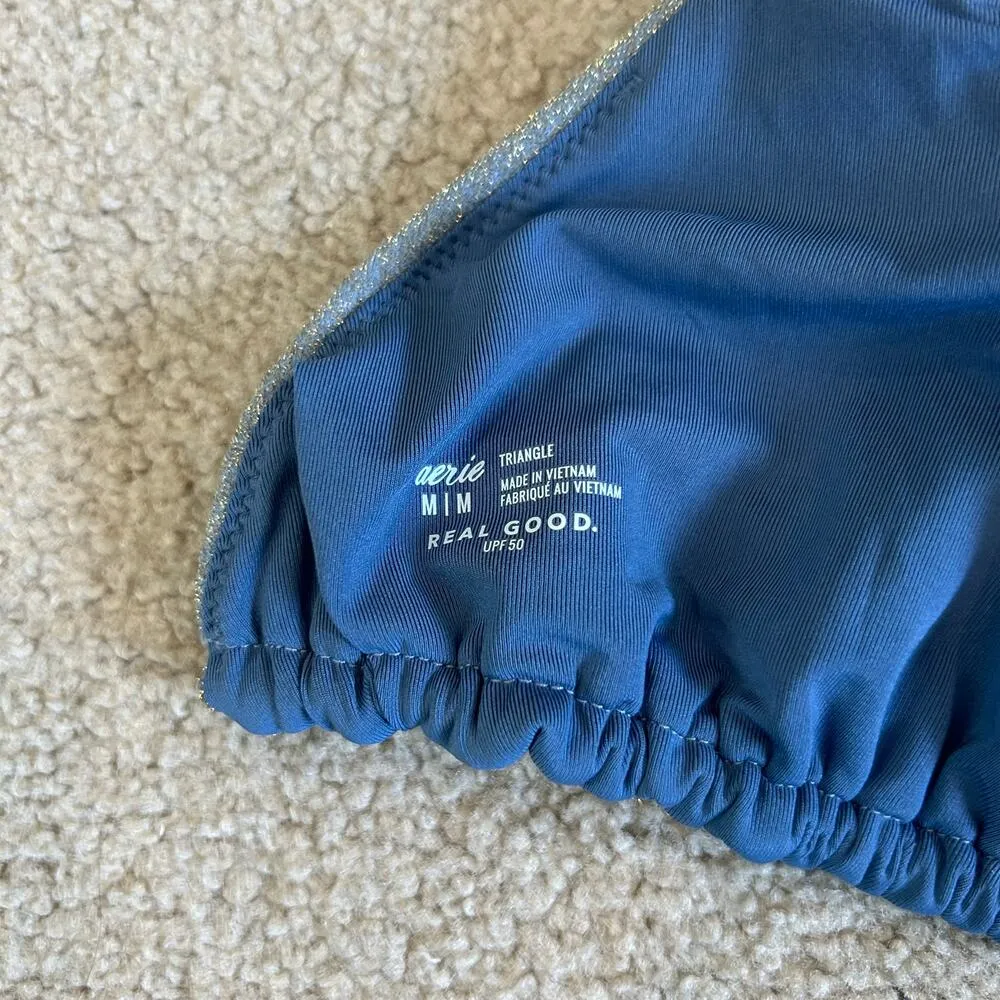 aerie TRIANGLE
M|M MADE IN VIETNAM
FABRIQUÉ AU VIETNAM
REAL GOOD.
UPF 50